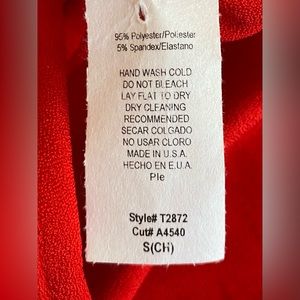 95% Polyester/Poliester
5% Spandex/Elastano
HAND WASH COLD
DO NOT BLEACH
LAY FLAT TO DRY
DRY CLEANING
RECOMMENDED
SECAR COLGADO
NO USAR CLORO
MADE IN U.S.A.
HECHO EN E.U.A.
Ple
Style# T2872
Cut# A4540
S(CH)